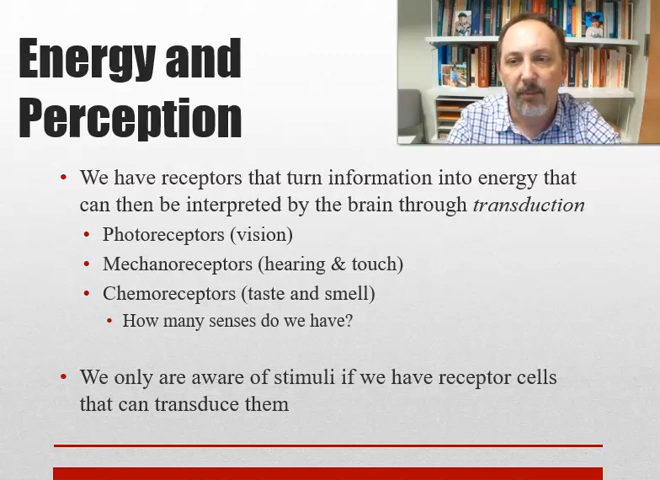 Energy and
Perception
• We have receptors that turn information into energy that
can then be interpreted by the brain through transduction
• Photoreceptors (vision)
• Mechanoreceptors (hearing & touch)
• Chemoreceptors (taste and smell)
• How many senses do we have?
• We only are aware of stimuli if we have receptor cells
that can transduce them